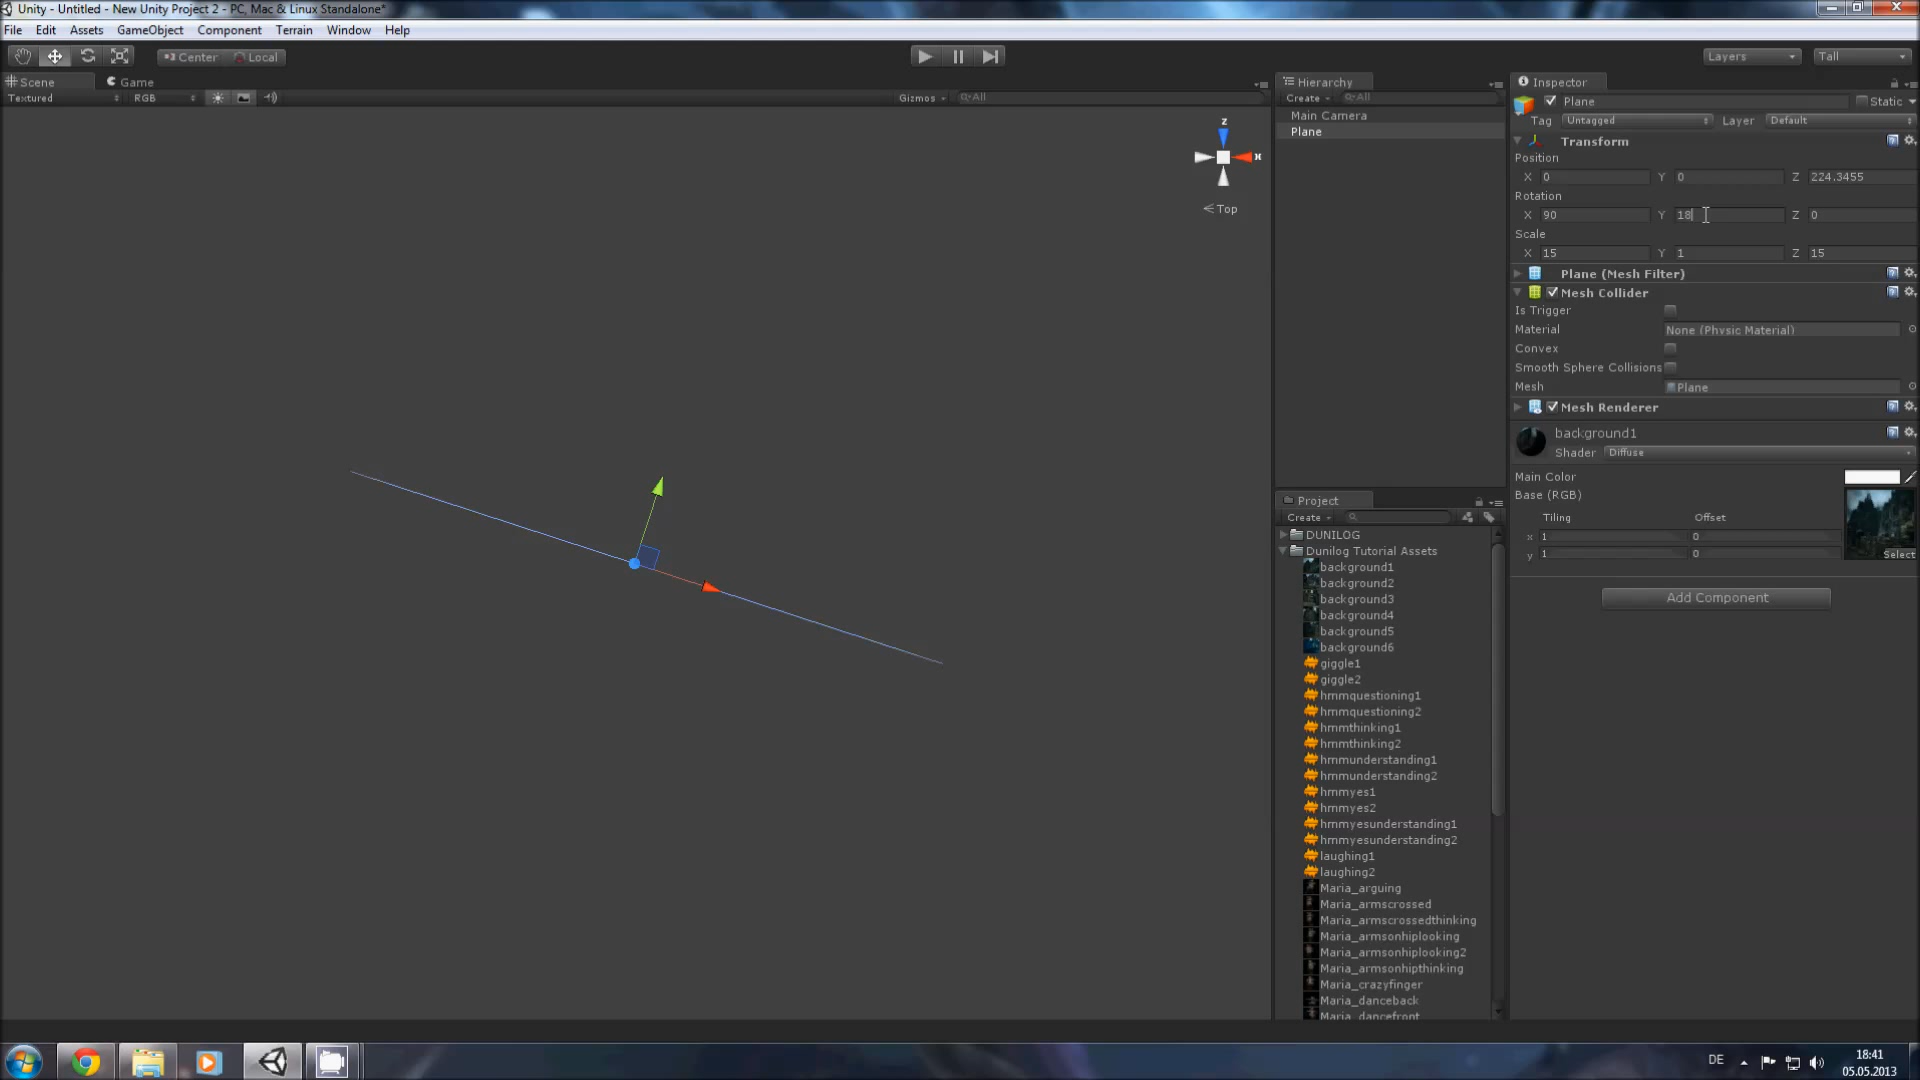 Unity - Untitled - New Unity Project 2 - PC, Mac & Linux Standalone*
File Edit Assets GameObject Component Terrain Window Help
Center Local Layers Tall
Scene Game
Textured RGB Gizmos All
z
x
Top
Hierarchy
Create All
Main Camera
Plane
Project
Create
DUNILOG
Dunilog Tutorial Assets
background1
background2
background3
background4
background5
background6
giggle1
giggle2
hmmquestioning1
hmmquestioning2
hmmthinking1
hmmthinking2
hmmunderstanding1
hmmunderstanding2
hmmyes1
hmmyes2
hmmyesunderstanding1
hmmyesunderstanding2
laughing1
laughing2
Maria_arguing
Maria_armscrossed
Maria_armscrossedthinking
Maria_armsonhiplooking
Maria_armsonhiplooking2
Maria_armsonhipthinking
Maria_crazyfinger
Maria_danceback
Maria_dancefront
Inspector
Plane Static
Tag Untagged Layer Default
Transform
Position
X 0 Y 0 Z 224.3455
Rotation
X 90 Y 18 Z 0
Scale
X 15 Y 1 Z 15
Plane (Mesh Filter)
Mesh Collider
Is Trigger
Material None (Physic Material)
Convex
Smooth Sphere Collisions
Mesh Plane
Mesh Renderer
background1
Shader Diffuse
Main Color
Base (RGB)
Tiling Offset
x 1 0
y 1 0
Select
Add Component
DE
18:41
05.05.2013